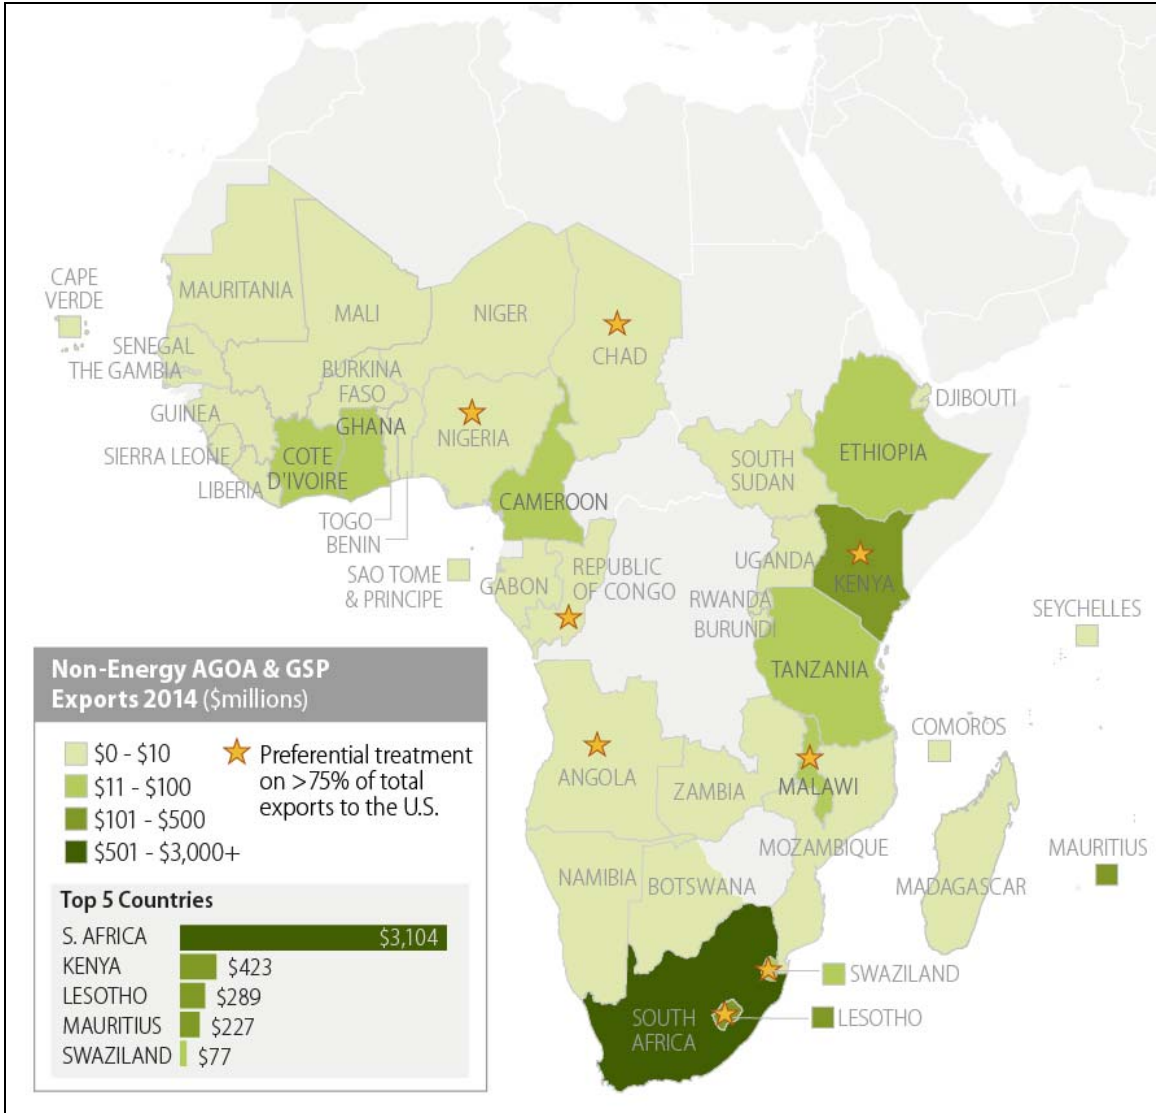 CAPE
VERDE
MAURITANIA
MALI
NIGER
CHAD
SENEGAL
THE GAMBIA
BURKINA
FASO
GUINEA
GHANA
NIGERIA
DJIBOUTI
SIERRA LEONE
COTE
D'IVOIRE
LIBERIA
CAMEROON
SOUTH
SUDAN
ETHIOPIA
TOGO
BENIN
SAO TOME
& PRINCIPE
GABON
REPUBLIC
OF CONGO
UGANDA
KENYA
RWANDA
BURUNDI
SEYCHELLES
TANZANIA
COMOROS
ANGOLA
ZAMBIA
MALAWI
MOZAMBIQUE
MAURITIUS
NAMIBIA
BOTSWANA
MADAGASCAR
SWAZILAND
SOUTH
AFRICA
LESOTHO
Non-Energy AGOA & GSP
Exports 2014 ($millions)
$0 - $10
$11 - $100
$101 - $500
$501 - $3,000+
Preferential treatment
on >75% of total
exports to the U.S.
Top 5 Countries
S. AFRICA $3,104
KENYA $423
LESOTHO $289
MAURITIUS $227
SWAZILAND $77